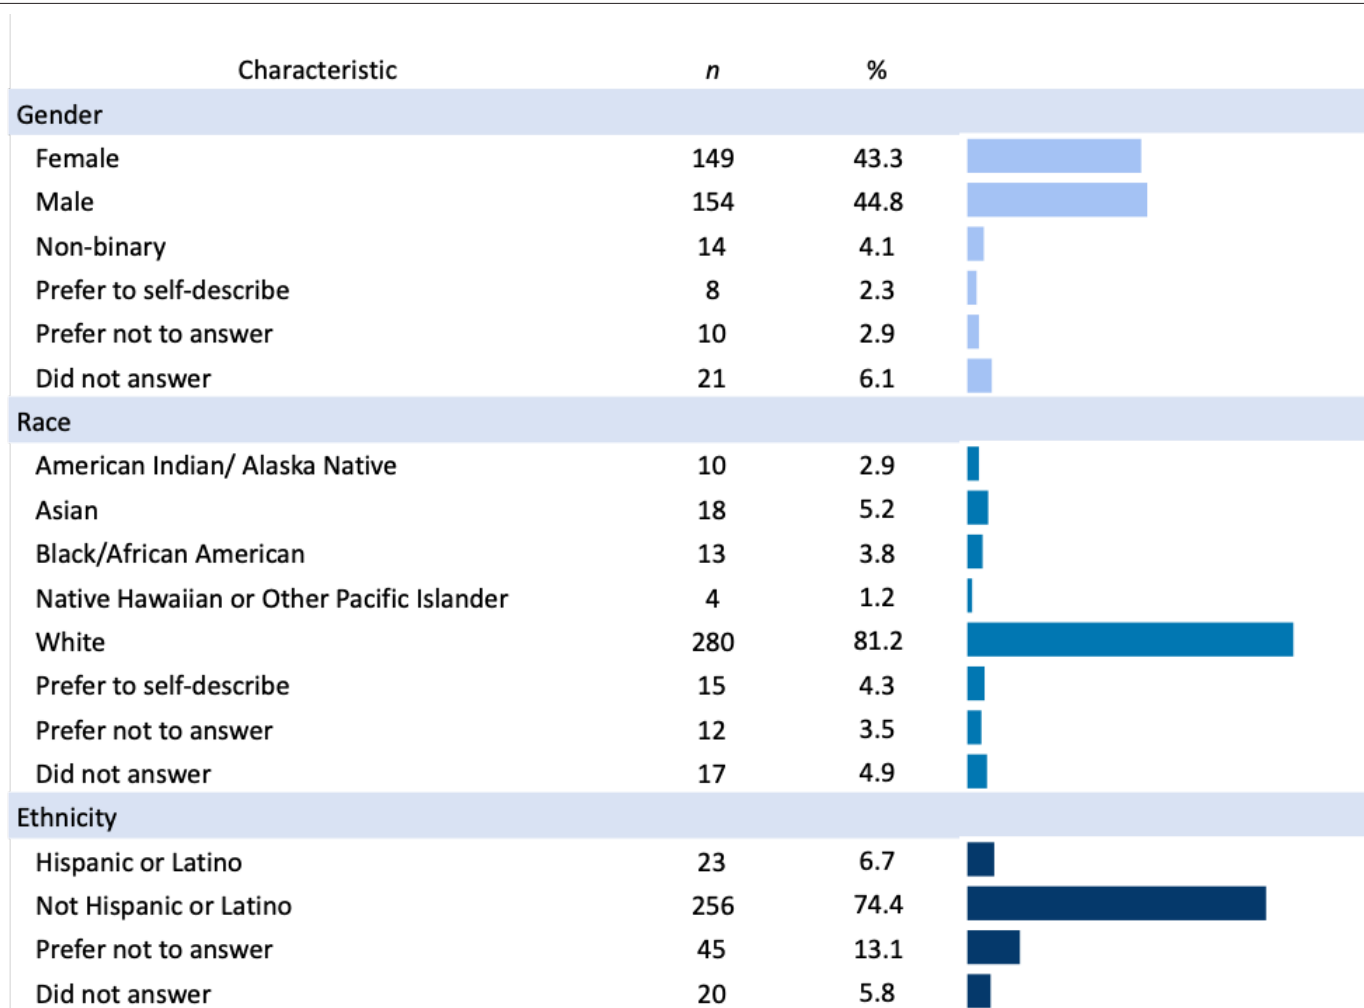 Characteristic n %
Gender
Female 149 43.3
Male 154 44.8
Non-binary 14 4.1
Prefer to self-describe 8 2.3
Prefer not to answer 10 2.9
Did not answer 21 6.1
Race
American Indian/ Alaska Native 10 2.9
Asian 18 5.2
Black/African American 13 3.8
Native Hawaiian or Other Pacific Islander 4 1.2
White 280 81.2
Prefer to self-describe 15 4.3
Prefer not to answer 12 3.5
Did not answer 17 4.9
Ethnicity
Hispanic or Latino 23 6.7
Not Hispanic or Latino 256 74.4
Prefer not to answer 45 13.1
Did not answer 20 5.8